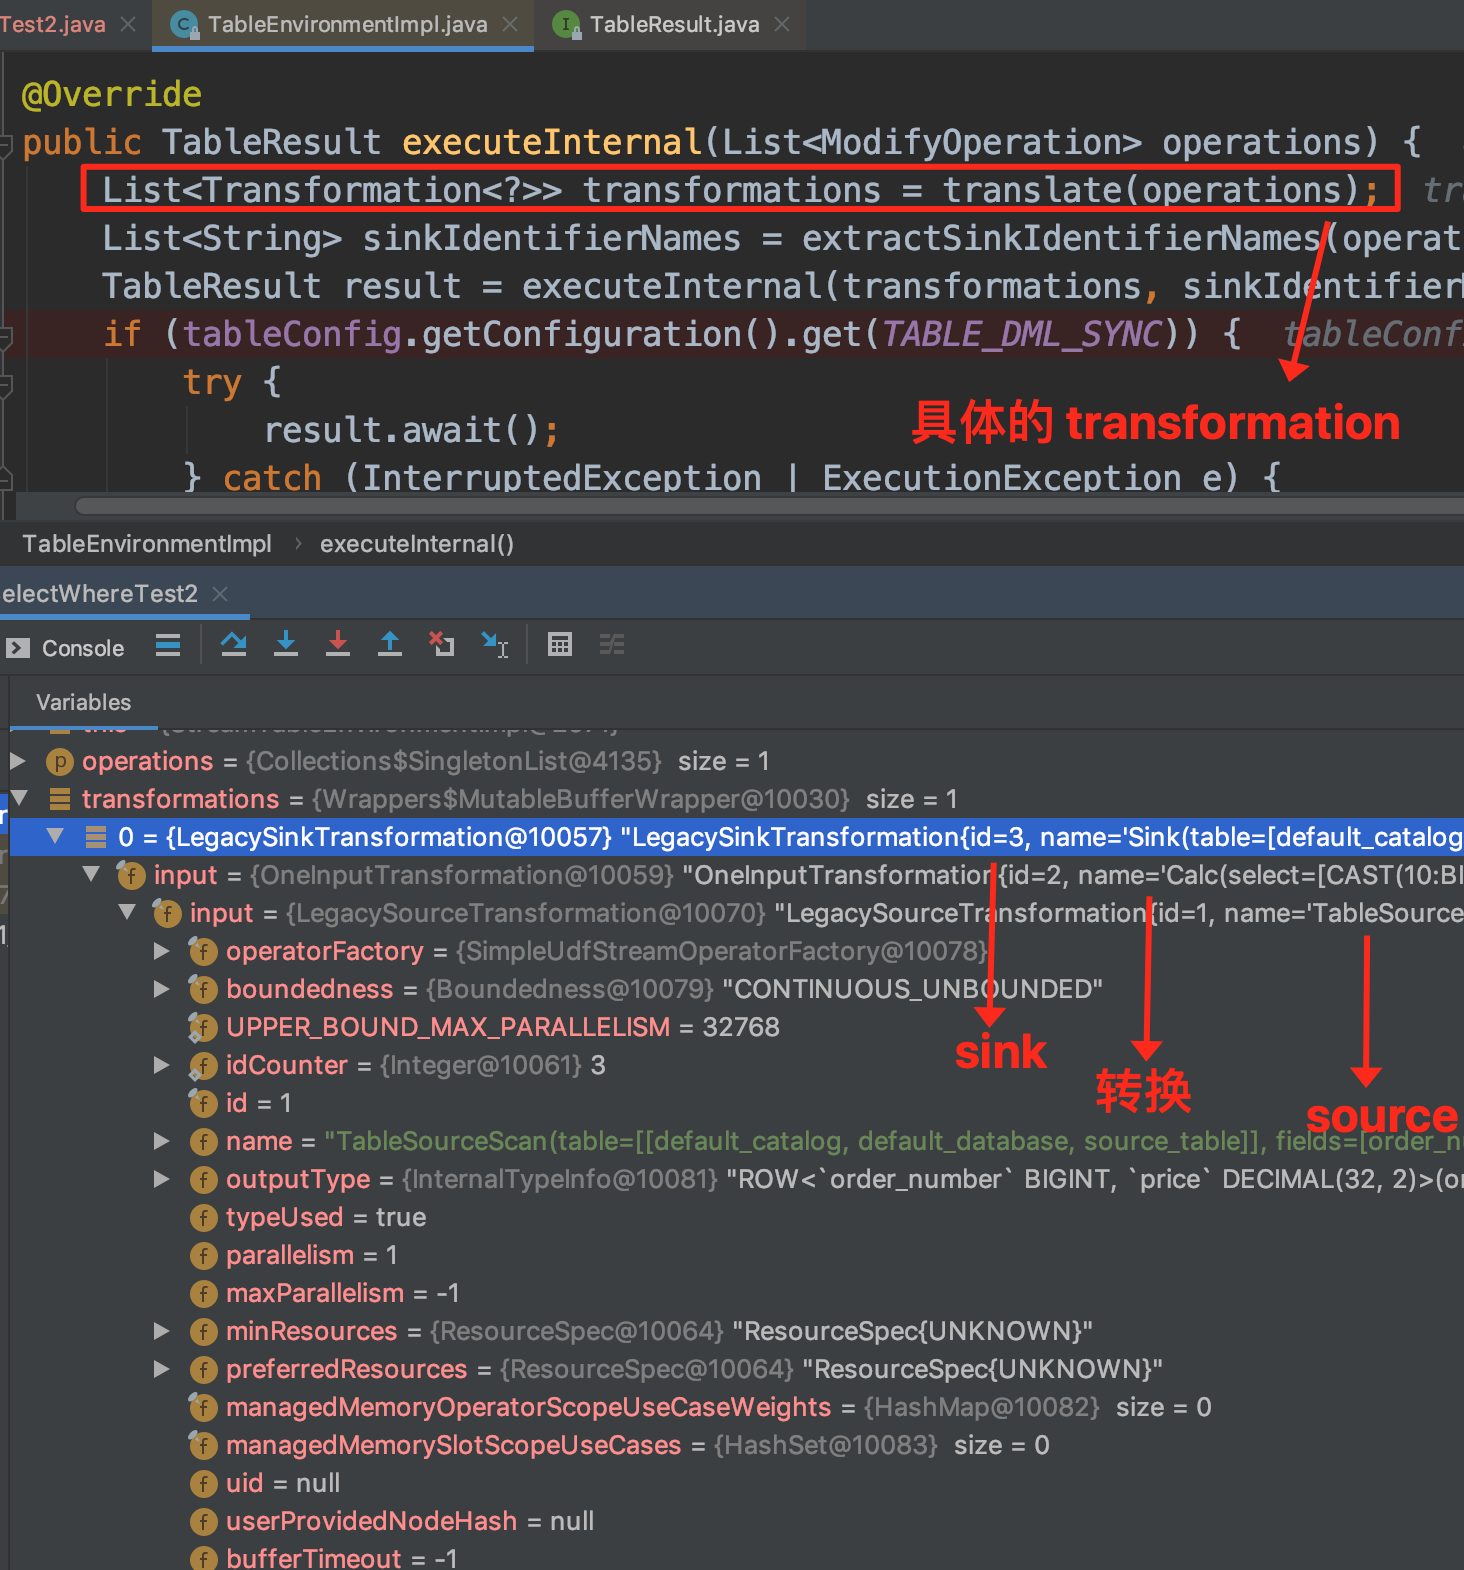 Test2.java
TableEnvironmentImpl.java
TableResult.java
@Override
public TableResult executeInternal(List<ModifyOperation> operations) {
List<Transformation<?>> transformations = translate(operations); tra
List<String> sinkIdentifierNames = extractSinkIdentifierNames(operat
TableResult result = executeInternal(transformations, sinkIdentifier
if (tableConfig.getConfiguration().get(TABLE_DML_SYNC)) { tableConf
try {
具体的 transformation
result.await();
} catch (InterruptedException | ExecutionException e) {
TableEnvironmentImpl › executeInternal()
electWhereTest2
Console
Variables
operations = {Collections$SingletonList@4135} size = 1
transformations = {Wrappers$MutableBufferWrapper@10030} size = 1
0 = {LegacySinkTransformation@10057} "LegacySinkTransformation{id=3, name='Sink(table=[default_catalog
input = {OneInputTransformation@10059} "OneInputTransformation{id=2, name='Calc(select=[CAST(10:BI
input = {LegacySourceTransformation@10070} "LegacySourceTransformation{id=1, name='TableSource
operatorFactory = {SimpleUdfStreamOperatorFactory@10078}
boundedness = {Boundedness@10079} "CONTINUOUS_UNBOUNDED"
UPPER_BOUND_MAX_PARALLELISM = 32768
sink
idCounter = {Integer@10061} 3
转换
id = 1
source
name = "TableSourceScan(table=[[default_catalog, default_database, source_table]], fields=[order_n
outputType = {InternalTypeInfo@10081} "ROW<`order_number` BIGINT, `price` DECIMAL(32, 2)>(or
typeUsed = true
parallelism = 1
maxParallelism = -1
minResources = {ResourceSpec@10064} "ResourceSpec{UNKNOWN}"
preferredResources = {ResourceSpec@10064} "ResourceSpec{UNKNOWN}"
managedMemoryOperatorScopeUseCaseWeights = {HashMap@10082} size = 0
managedMemorySlotScopeUseCases = {HashSet@10083} size = 0
uid = null
userProvidedNodeHash = null
bufferTimeout = -1